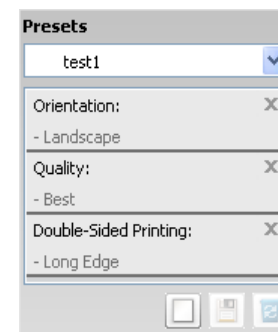 Presets
test1
Orientation:
- Landscape
Quality:
- Best
Double-Sided Printing:
- Long Edge